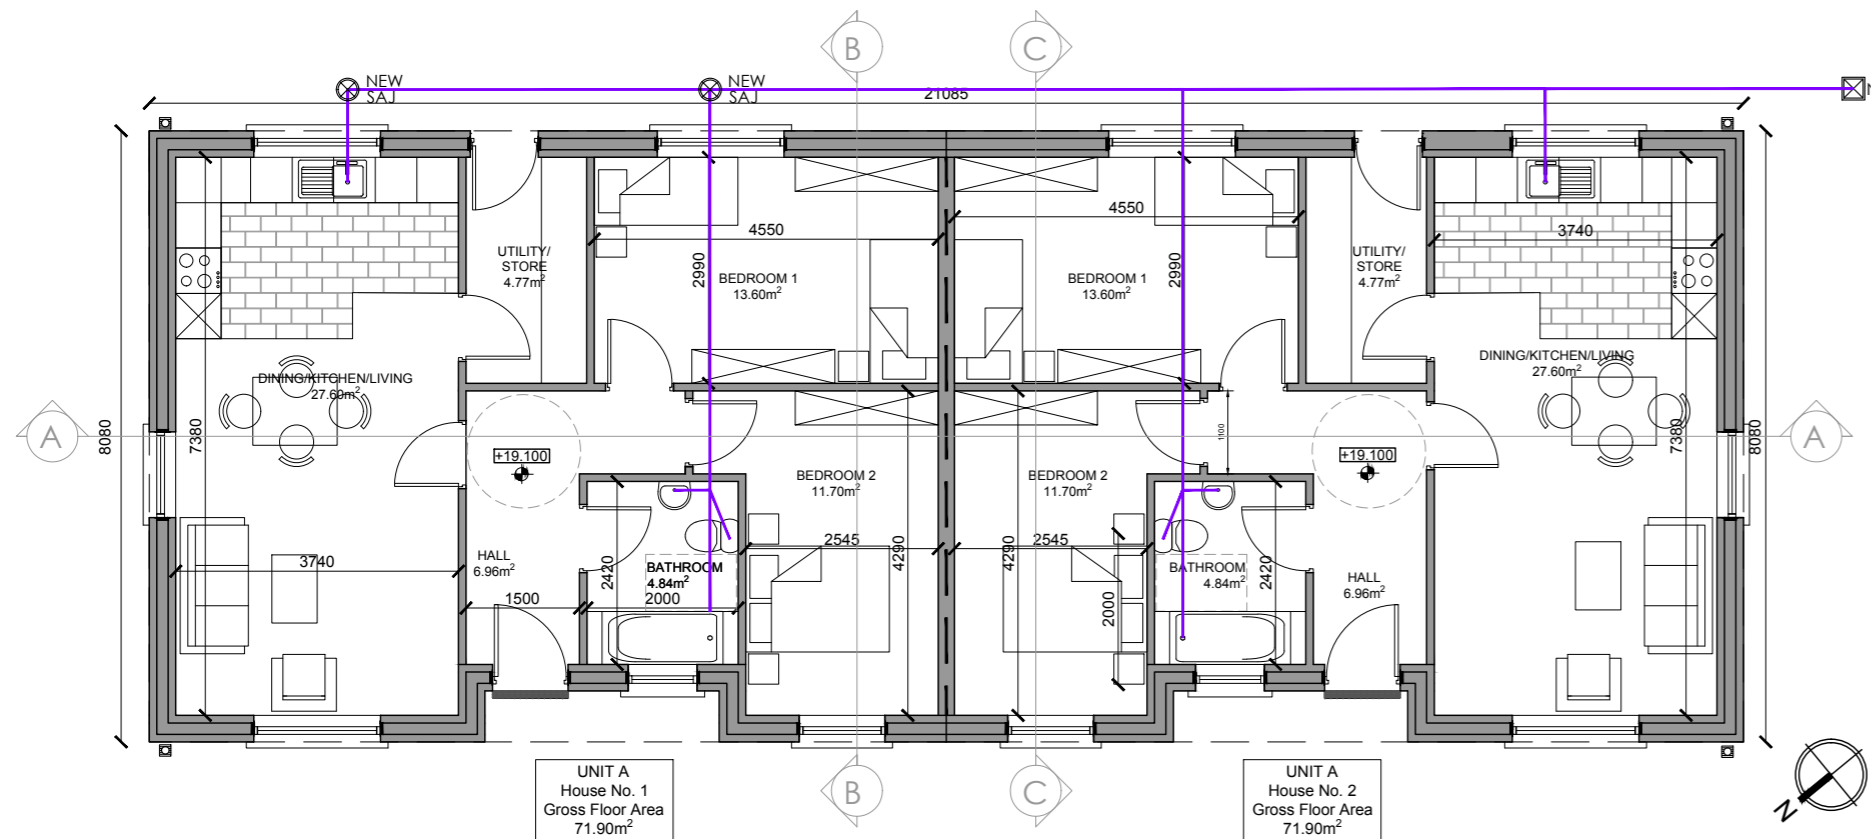 B
C
NEW
SAJ
NEW
SAJ
21085
4550
2990
UTILITY/
STORE
4.77m²
BEDROOM 1
13.60m²
4550
2990
BEDROOM 1
13.60m²
UTILITY/
STORE
4.77m²
3740
DINING/KITCHEN/LIVING
27.60m²
DINING/KITCHEN/LIVING
27.60m²
A
8080
7380
+19.100
BEDROOM 2
11.70m²
BEDROOM 2
11.70m²
1100
+19.100
7380
8080
A
HALL
6.96m²
3740
1500
2420
BATHROOM
4.84m²
2000
2545
4290
4290
2545
2000
BATHROOM
4.84m²
2420
HALL
6.96m²
UNIT A
House No. 1
Gross Floor Area
71.90m²
B
C
UNIT A
House No. 2
Gross Floor Area
71.90m²
N